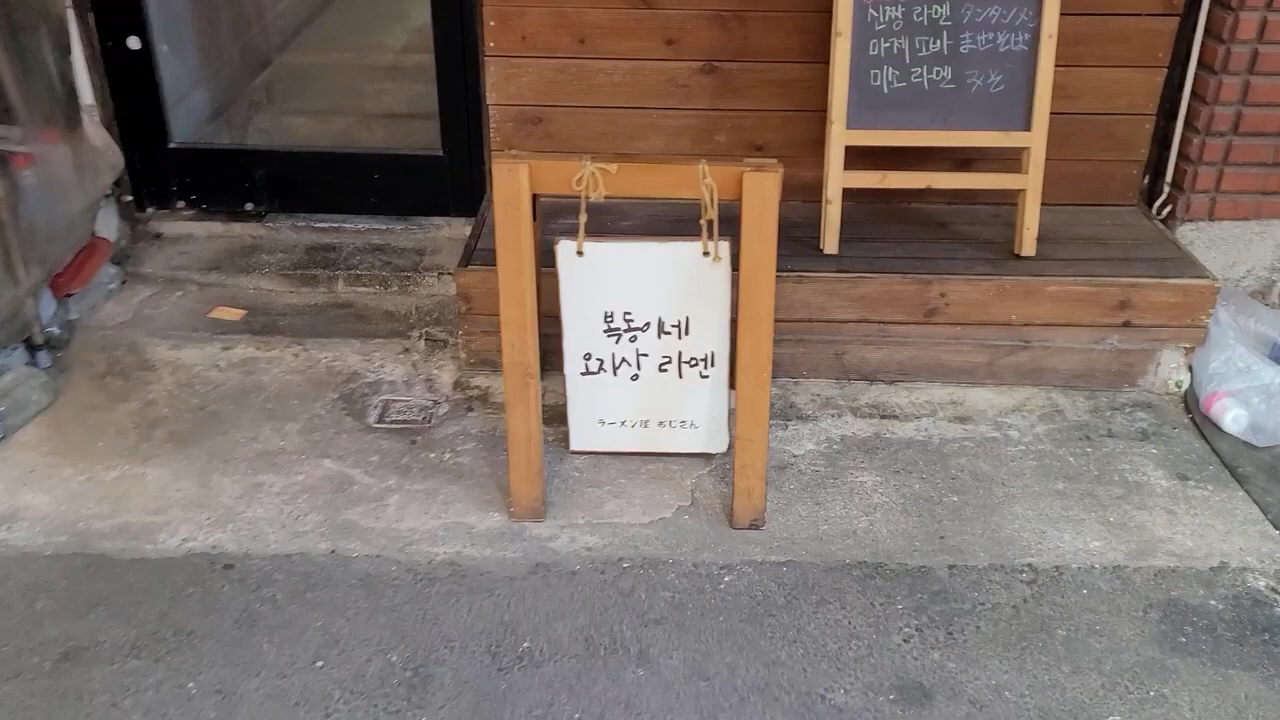 신짱 라멘 タンタンメン
마제 또바 まぜそば
미소 라멘 みそ
복동이네
오지상 라멘
ラーメン屋 おじさん